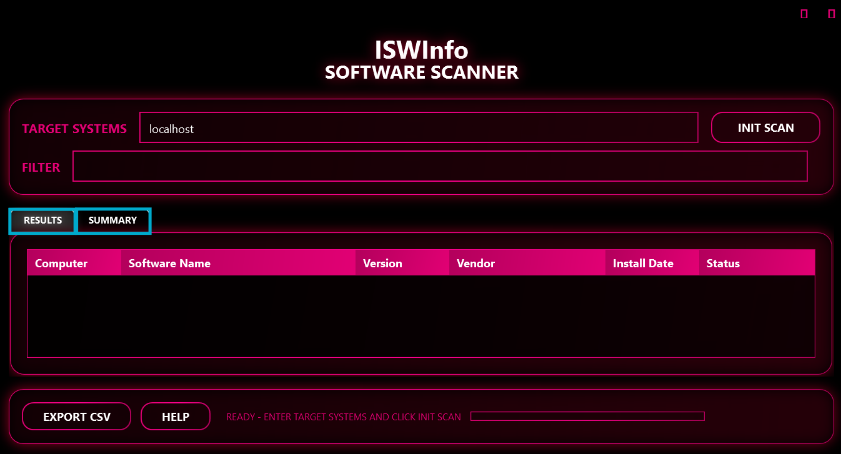 ISWInfo
SOFTWARE SCANNER
TARGET SYSTEMS localhost INIT SCAN
FILTER
RESULTS SUMMARY
Computer Software Name Version Vendor Install Date Status
EXPORT CSV HELP READY - ENTER TARGET SYSTEMS AND CLICK INIT SCAN